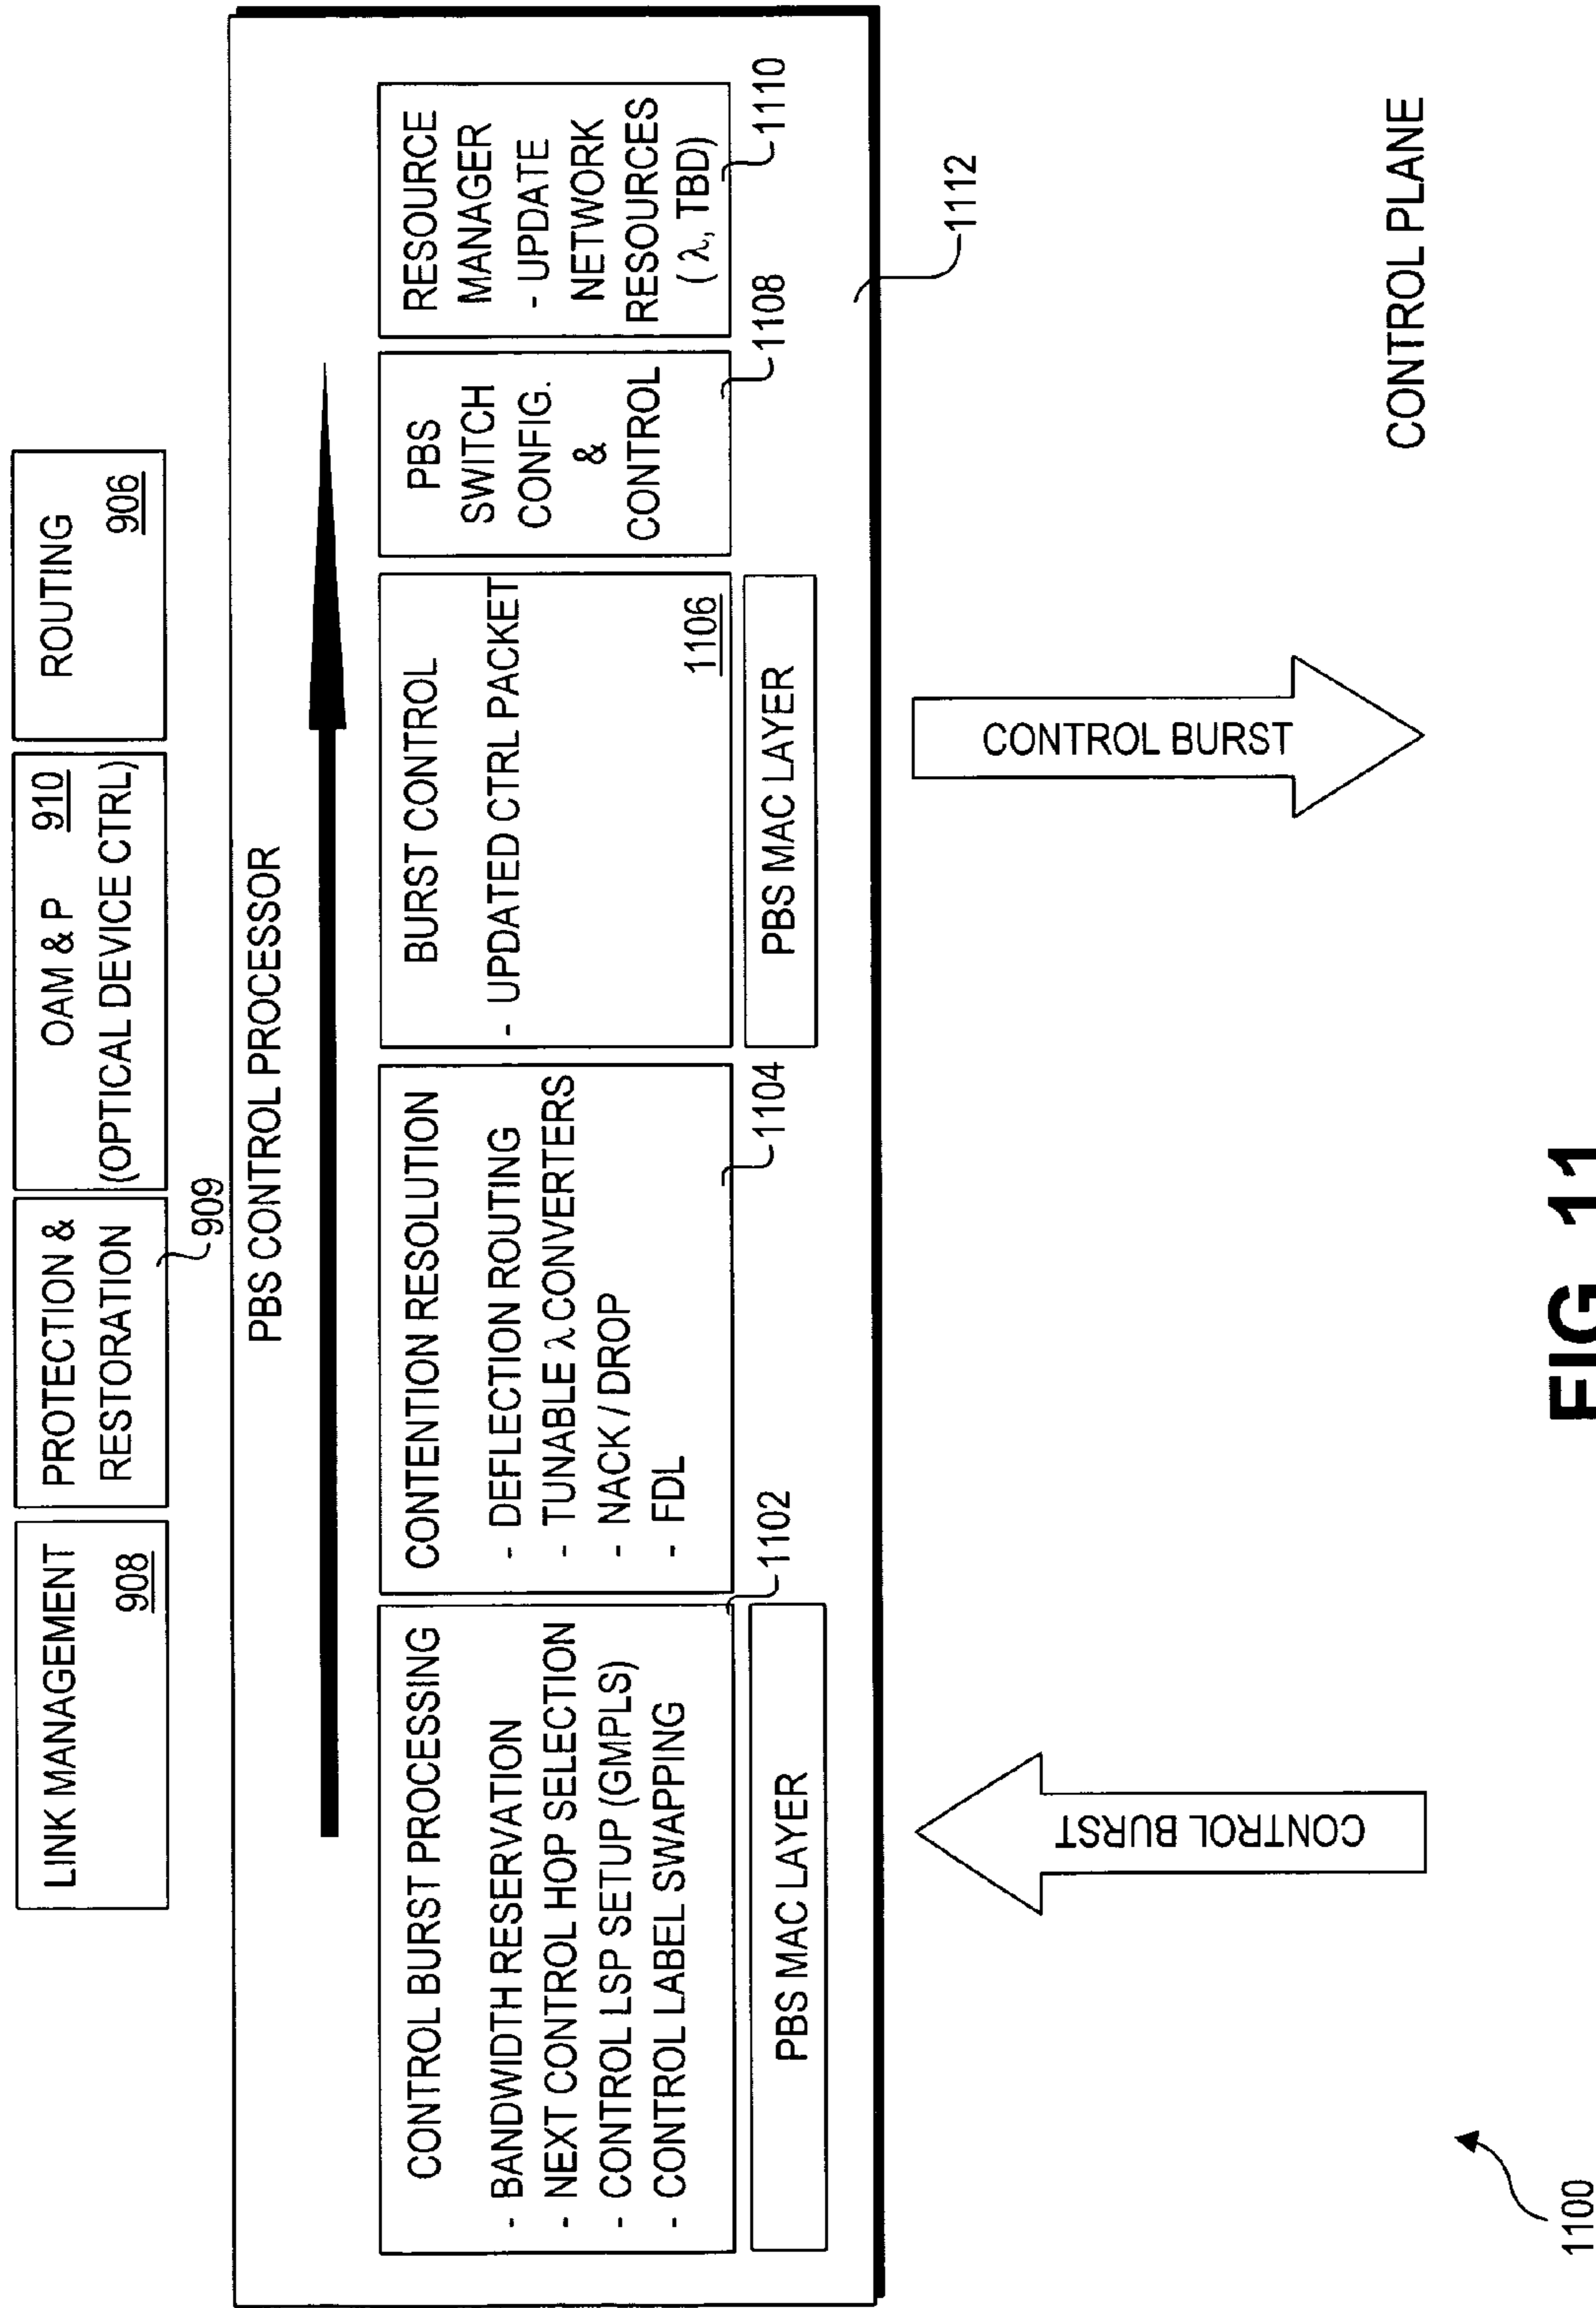 LINK MANAGEMENT
908
PROTECTION &
RESTORATION
909
OAM & P 910
(OPTICAL DEVICE CTRL)
ROUTING
906
PBS CONTROL PROCESSOR
CONTROL BURST PROCESSING
- BANDWIDTH RESERVATION
- NEXT CONTROL HOP SELECTION
- CONTROL LSP SETUP (GMPLS)
- CONTROL LABEL SWAPPING
1102
PBS MAC LAYER
CONTENTION RESOLUTION
- DEFLECTION ROUTING
- TUNABLE λ CONVERTERS
- NACK / DROP
- FDL
1104
BURST CONTROL
- UPDATED CTRL PACKET
1106
PBS MAC LAYER
PBS
SWITCH
CONFIG.
&
CONTROL
1108
RESOURCE
MANAGER
- UPDATE
NETWORK
RESOURCES
( λ, TBD)
1110
1112
CONTROL BURST
CONTROL BURST
CONTROL PLANE
1100
FIG 11